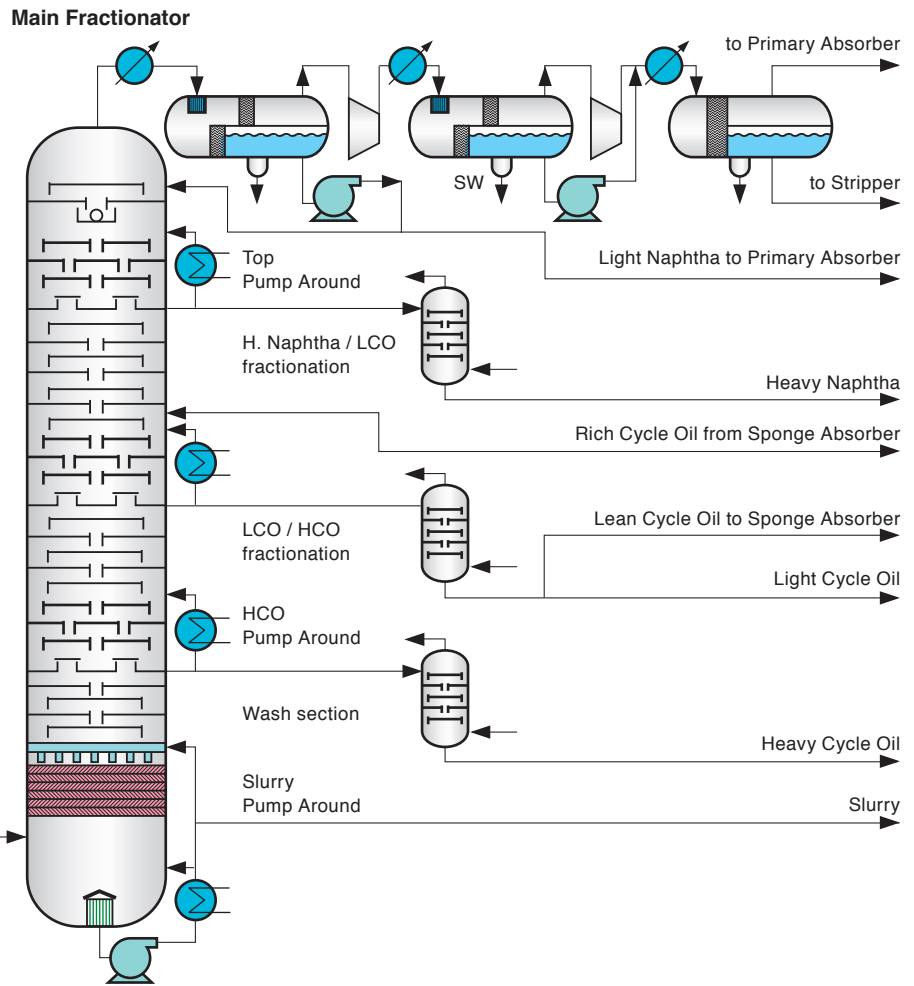 Main Fractionator
to Primary Absorber
SW
to Stripper
Top
Pump Around
Light Naphtha to Primary Absorber
H. Naphtha / LCO
fractionation
Heavy Naphtha
Rich Cycle Oil from Sponge Absorber
LCO / HCO
fractionation
Lean Cycle Oil to Sponge Absorber
Light Cycle Oil
HCO
Pump Around
Wash section
Heavy Cycle Oil
Slurry
Pump Around
Slurry